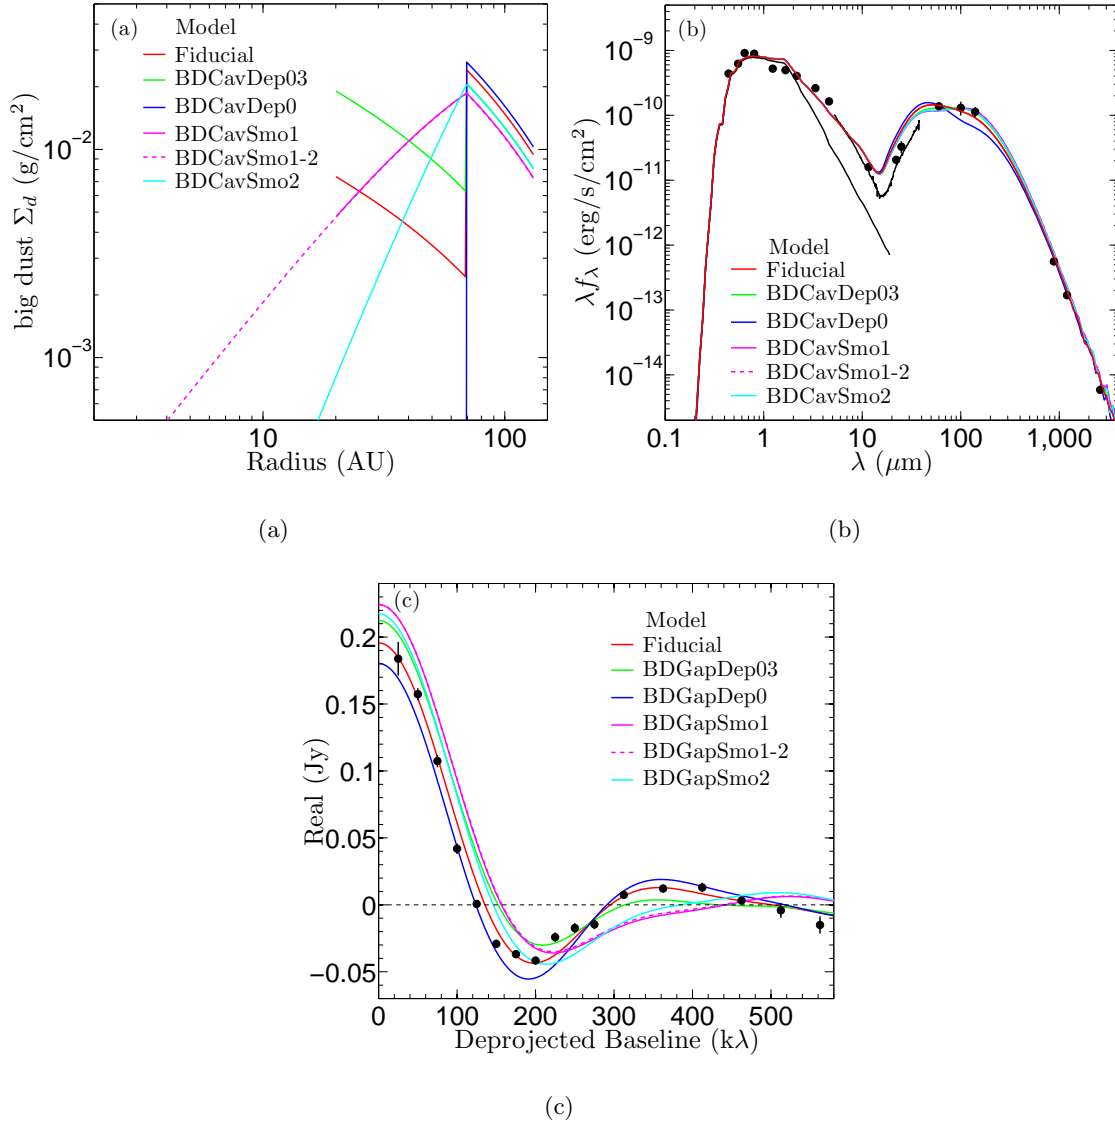 (a)
Model
Fiducial
BDCavDep03
BDCavDep0
BDCavSmo1
BDCavSmo1-2
BDCavSmo2
big dust Σ_d (g/cm²)
10⁻²
10⁻³
10
100
Radius (AU)
(a)
(b)
Model
Fiducial
BDCavDep03
BDCavDep0
BDCavSmo1
BDCavSmo1-2
BDCavSmo2
λf_λ (erg/s/cm²)
10⁻⁹
10⁻¹⁰
10⁻¹¹
10⁻¹²
10⁻¹³
10⁻¹⁴
0.1
1
10
100
1,000
λ (μm)
(b)
(c)
Model
Fiducial
BDGapDep03
BDGapDep0
BDGapSmo1
BDGapSmo1-2
BDGapSmo2
Real (Jy)
0.2
0.15
0.1
0.05
0
−0.05
0
100
200
300
400
500
Deprojected Baseline (kλ)
(c)